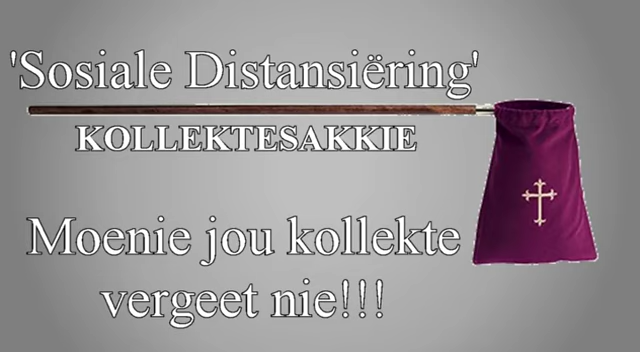 'Sosiale Distansiëring'
KOLLEKTESAKKIE
Moenie jou kollekte
vergeet nie!!!